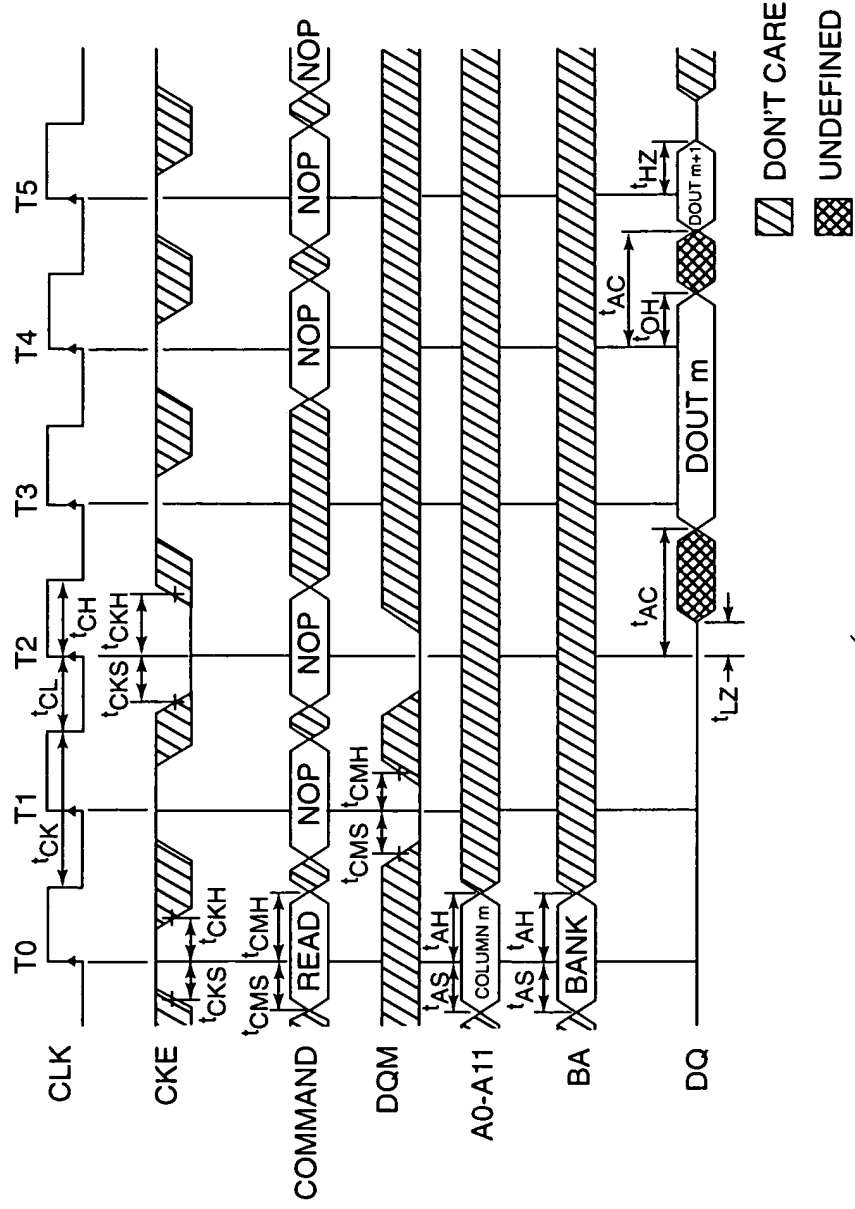 T0 T1 T2 T3 T4 T5
CLK
tCK tCL tCH
CKE
tCKS tCKH tCKS tCKH
tCMS tCMH
COMMAND READ NOP NOP NOP NOP NOP
tCMS tCMH
DQM
tAS tAH
A0-A11 COLUMN m
tAS tAH
BA BANK
tAC tAC
tLZ tOH tHZ
DQ DOUT m DOUT m+1
DON'T CARE
UNDEFINED